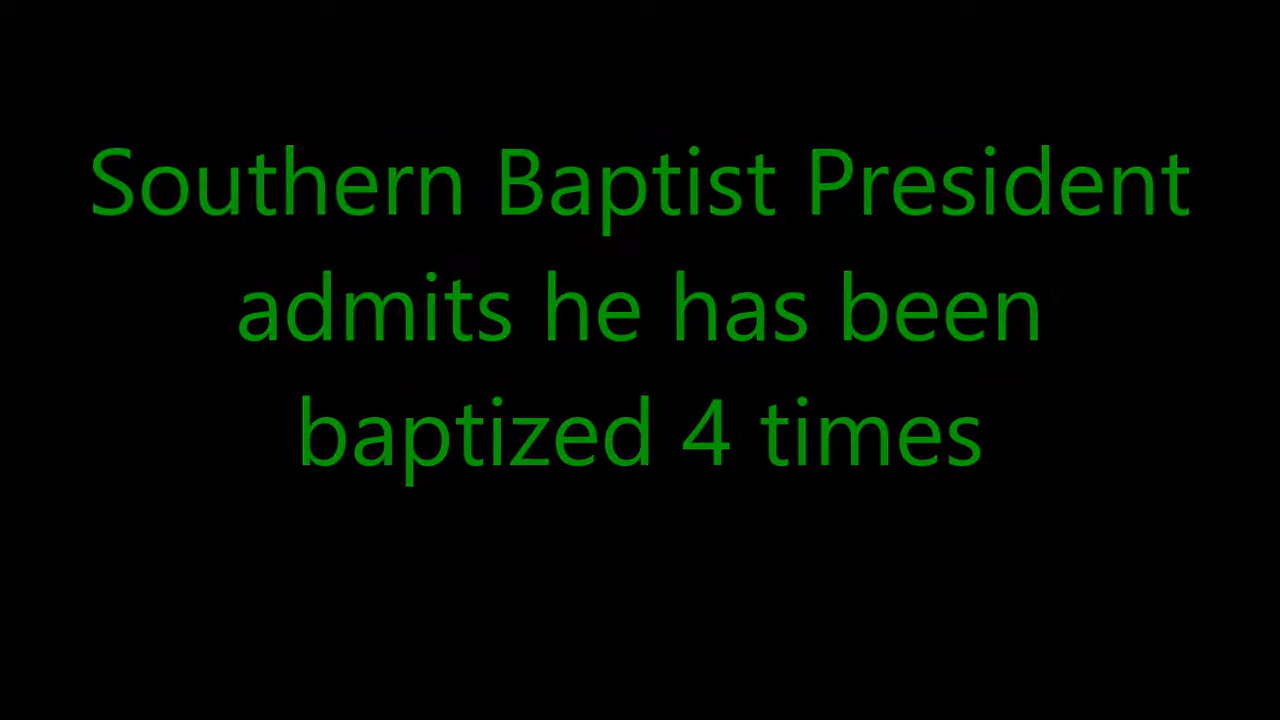 Southern Baptist President
admits he has been
baptized 4 times